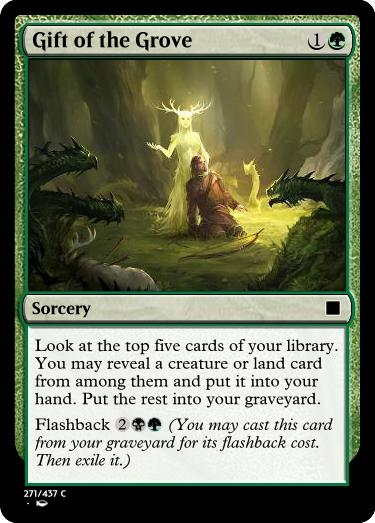 Gift of the Grove 1
Sorcery
Look at the top five cards of your library.
You may reveal a creature or land card
from among them and put it into your
hand. Put the rest into your graveyard.
Flashback 2 (You may cast this card
from your graveyard for its flashback cost.
Then exile it.)
271/437 C